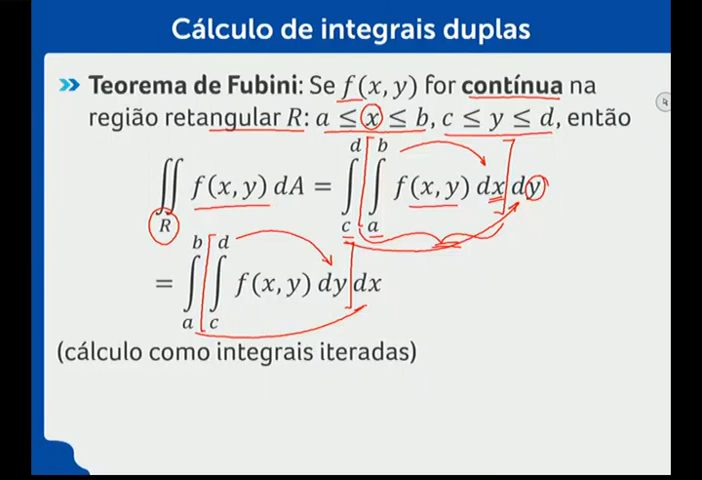 Cálculo de integrais duplas
» Teorema de Fubini: Se f(x, y) for contínua na
região retangular R: a ≤ x ≤ b, c ≤ y ≤ d, então
∬_R f(x, y) dA = ∫_c^d [∫_a^b f(x, y) dx] dy
= ∫_a^b [∫_c^d f(x, y) dy] dx
(cálculo como integrais iteradas)